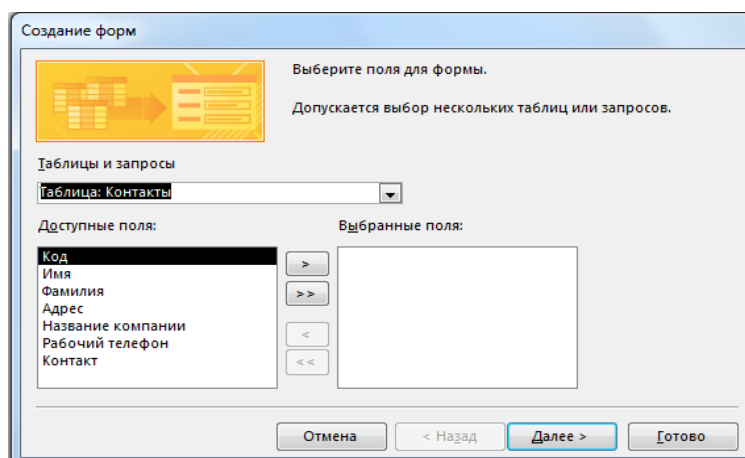 Создание форм
Выберите поля для формы.
Допускается выбор нескольких таблиц или запросов.
Таблицы и запросы
Таблица: Контакты
Доступные поля:
Выбранные поля:
Код
Имя
Фамилия
Адрес
Название компании
Рабочий телефон
Контакт
>
>>
<
<<
Отмена
< Назад
Далее >
Готово